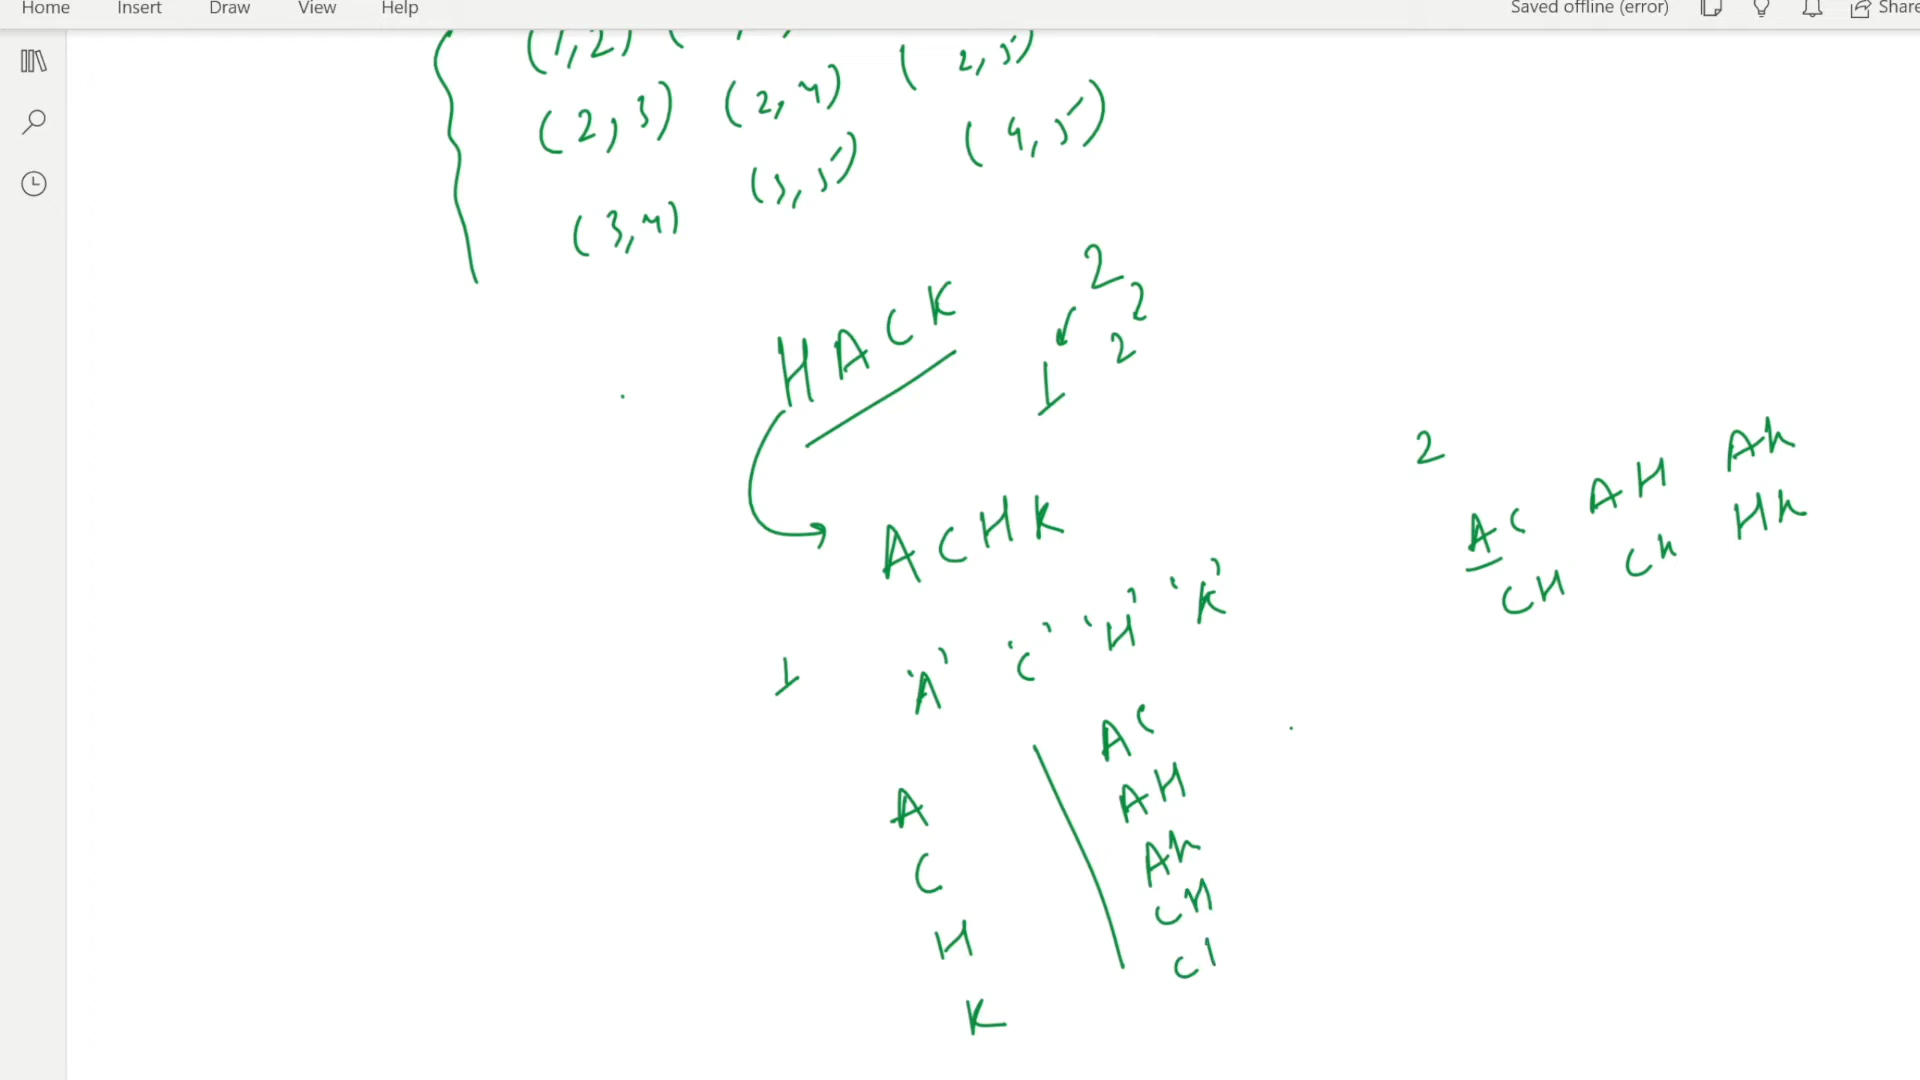 Home Insert Draw View Help Saved offline (error) Share
(1,2) (2,5)
(2,3) (2,4) (4,5)
(3,4) (3,5)
HACK 2
2
2
1
ACHK
2
AC AH Ak
CH Ck Hk
1 'A' 'C' 'H' 'K'
A
C
H
K
AC
AH
Ak
CH